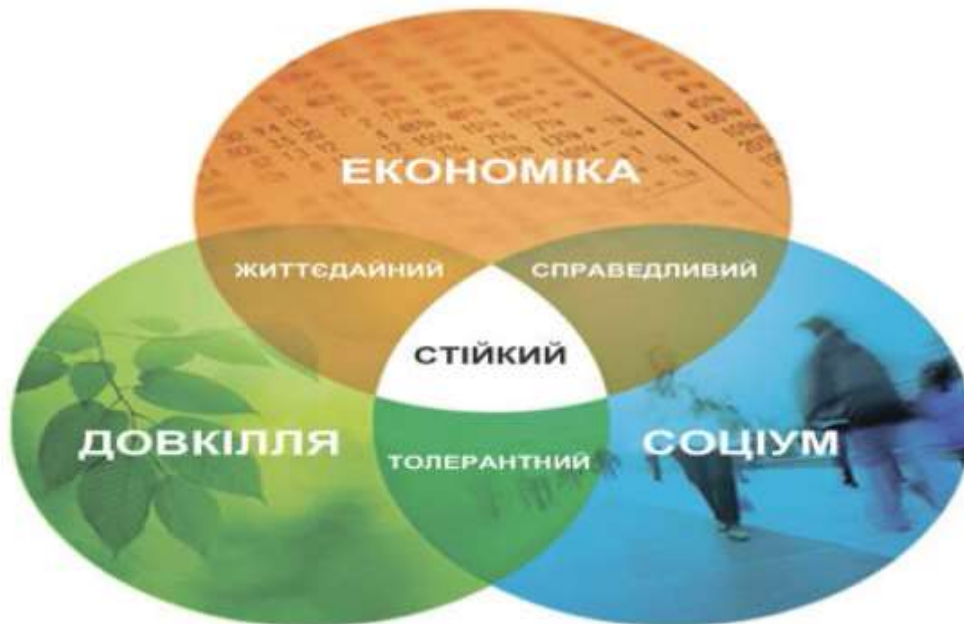 ЕКОНОМІКА
ЖИТТЄДАЙНИЙ
СПРАВЕДЛИВИЙ
СТІЙКИЙ
ДОВКІЛЛЯ
СОЦІУМ
ТОЛЕРАНТНИЙ